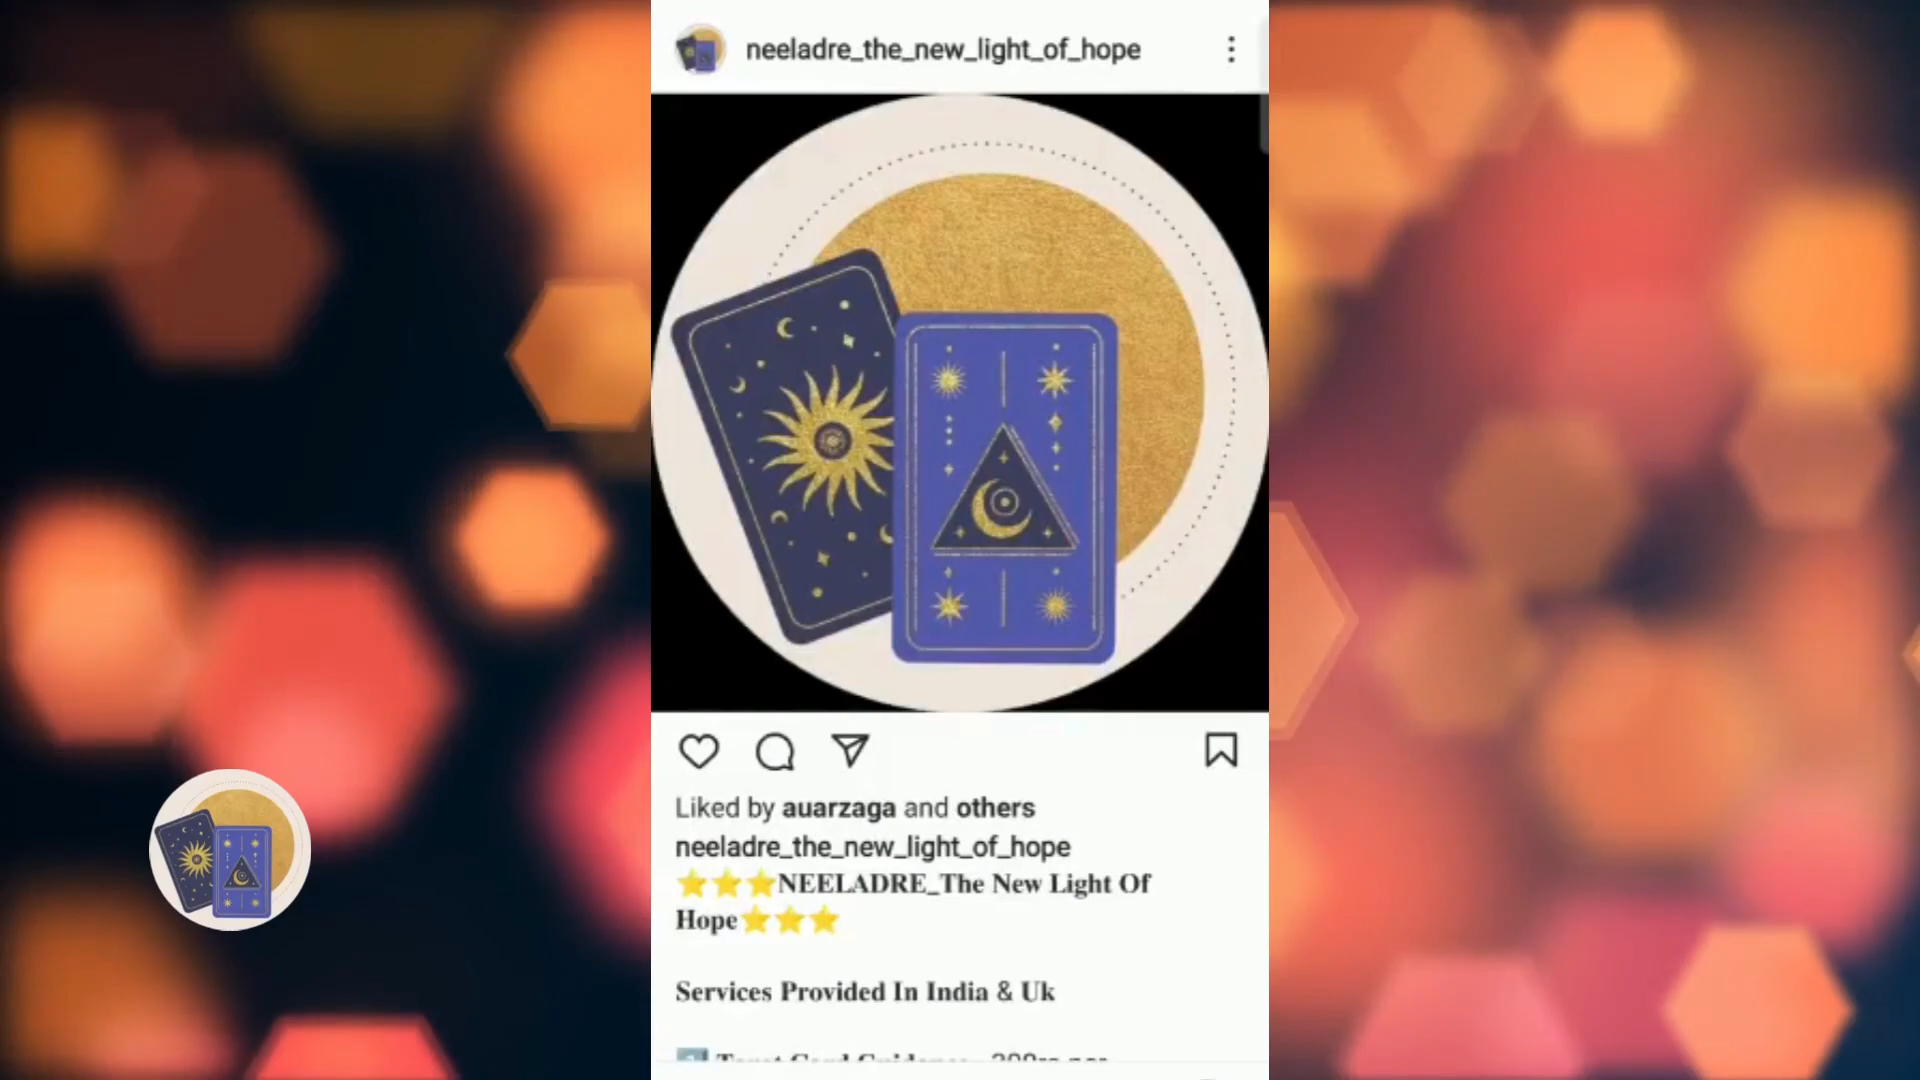 neeladre_the_new_light_of_hope
Liked by auarzaga and others
neeladre_the_new_light_of_hope
⭐⭐⭐NEELADRE_The New Light Of
Hope⭐⭐⭐
Services Provided In India & Uk